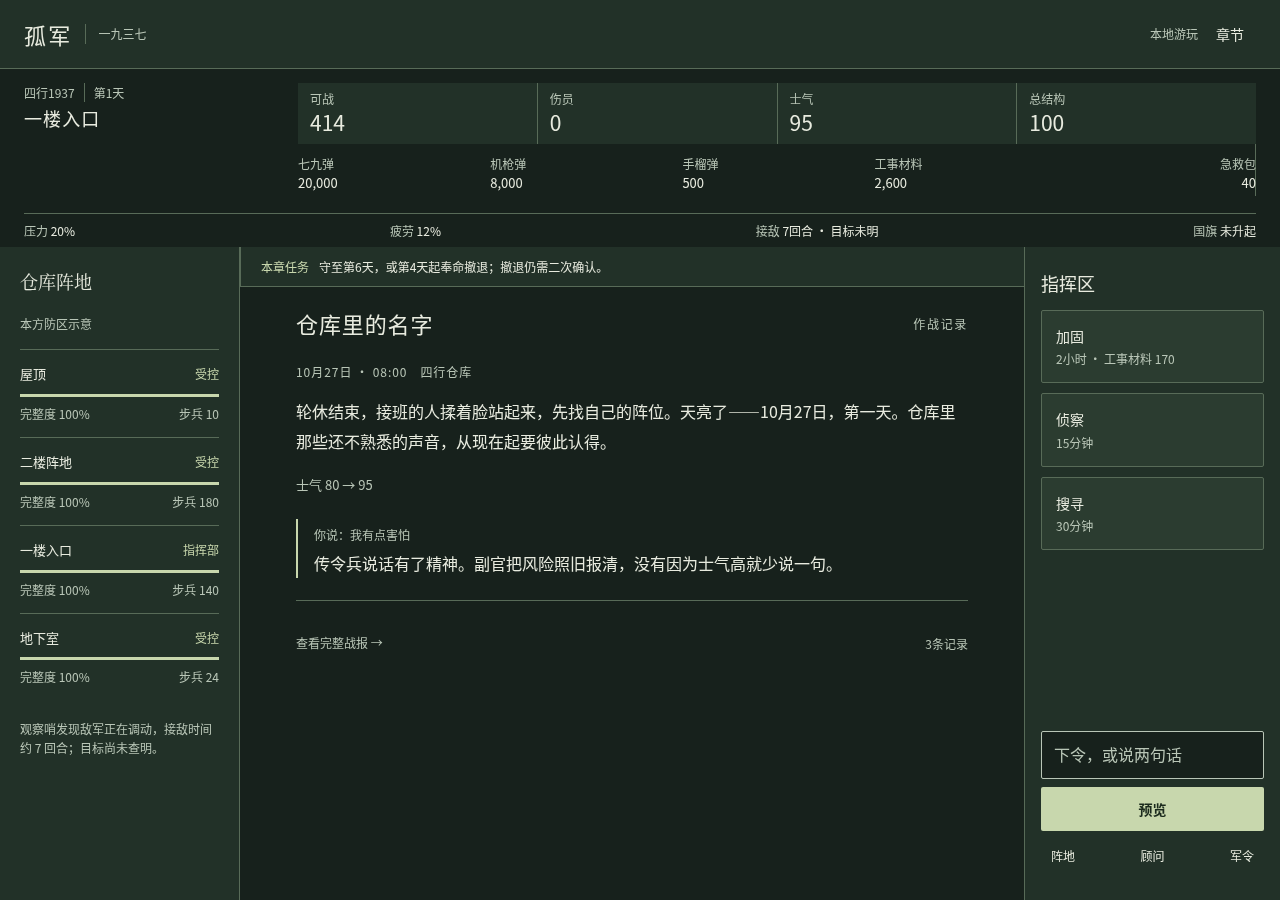 孤军
一九三七
本地游玩
章节
四行1937
第1天
一楼入口
可战
414
伤员
0
士气
95
总结构
100
七九弹
20,000
机枪弹
8,000
手榴弹
500
工事材料
2,600
急救包
40
压力 20%
疲劳 12%
接敌 7回合 · 目标未明
国旗 未升起
仓库阵地
本方防区示意
屋顶
受控
完整度 100%
步兵 10
二楼阵地
受控
完整度 100%
步兵 180
一楼入口
指挥部
完整度 100%
步兵 140
地下室
受控
完整度 100%
步兵 24
观察哨发现敌军正在调动，接敌时间
约 7 回合；目标尚未查明。
本章任务 守至第6天，或第4天起奉命撤退；撤退仍需二次确认。
仓库里的名字
作战记录
10月27日 · 08:00 四行仓库
轮休结束，接班的人揉着脸站起来，先找自己的阵位。天亮了——10月27日，第一天。仓库里
那些还不熟悉的声音，从现在起要彼此认得。
士气 80 → 95
你说：我有点害怕
传令兵说话有了精神。副官把风险照旧报清，没有因为士气高就少说一句。
查看完整战报 →
3条记录
指挥区
加固
2小时 · 工事材料 170
侦察
15分钟
搜寻
30分钟
下令，或说两句话
预览
阵地
顾问
军令